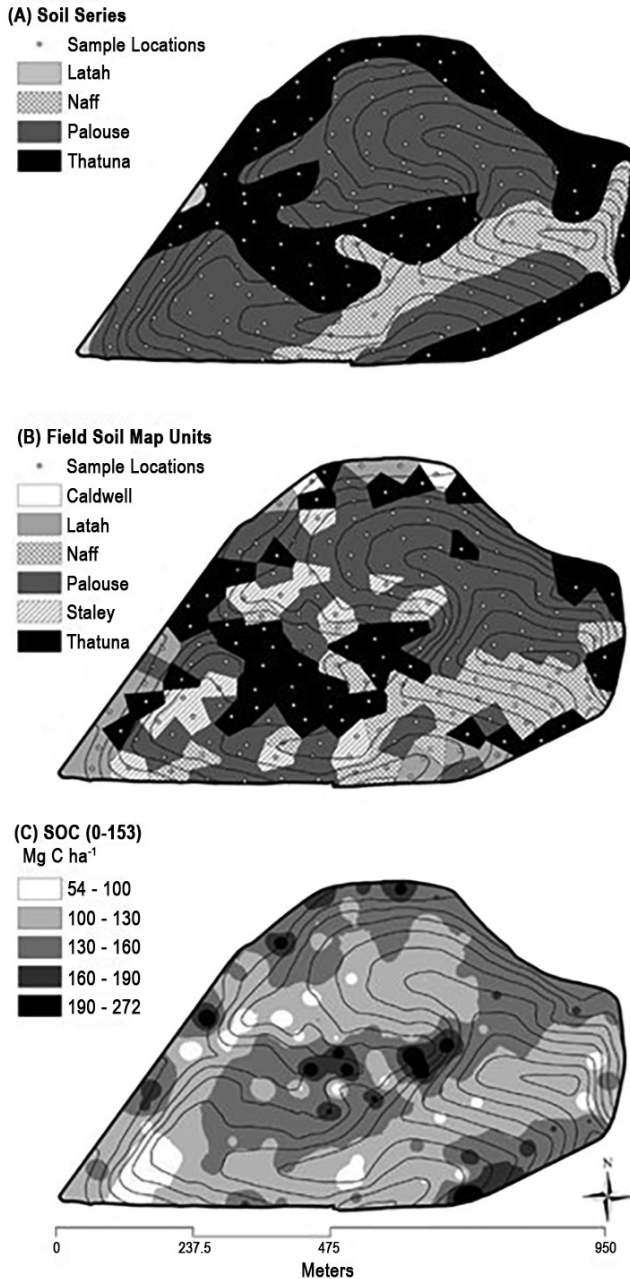 (A) Soil Series
Sample Locations
Latah
Naff
Palouse
Thatuna
(B) Field Soil Map Units
Sample Locations
Caldwell
Latah
Naff
Palouse
Staley
Thatuna
(C) SOC (0-153)
Mg C ha⁻¹
54 - 100
100 - 130
130 - 160
160 - 190
190 - 272
N
0 237.5 475 950
Meters